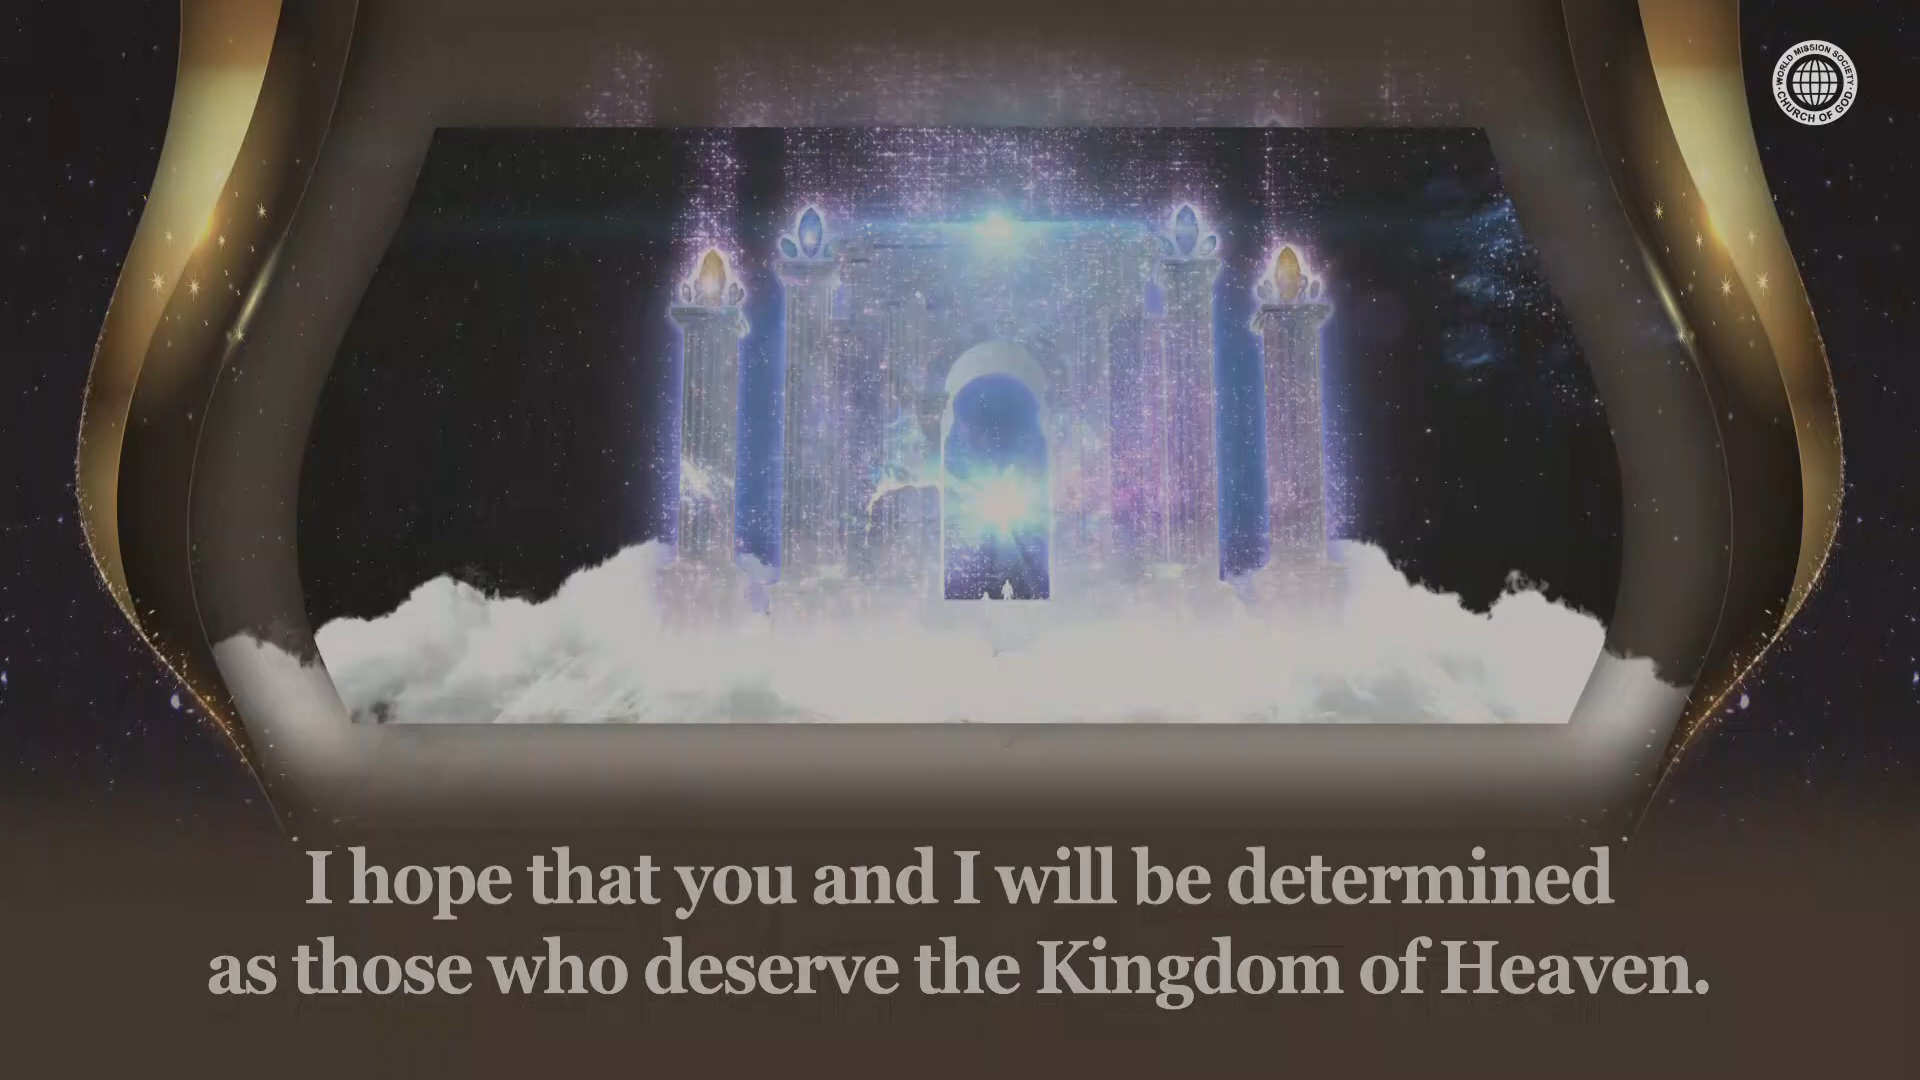 WORLD MISSION SOCIETY
CHURCH OF GOD
I hope that you and I will be determined
as those who deserve the Kingdom of Heaven.